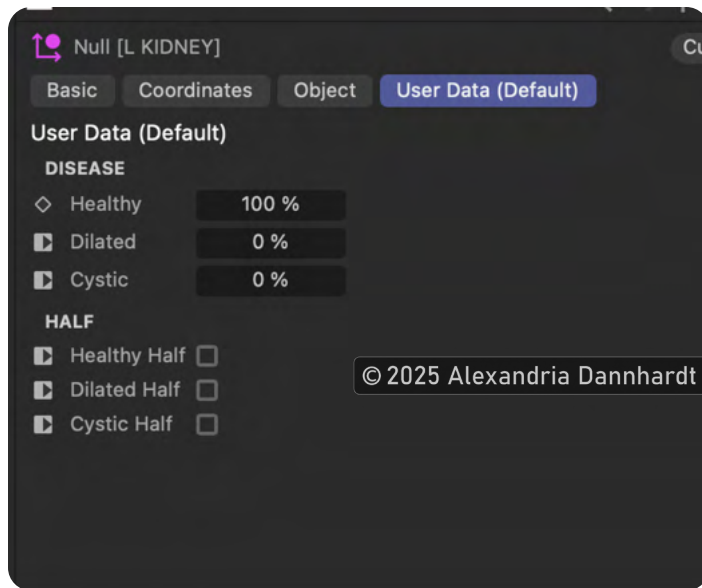 Null [L KIDNEY]
Basic Coordinates Object User Data (Default)
User Data (Default)
DISEASE
Healthy 100 %
Dilated 0 %
Cystic 0 %
HALF
Healthy Half
Dilated Half
Cystic Half
© 2025 Alexandria Dannhardt